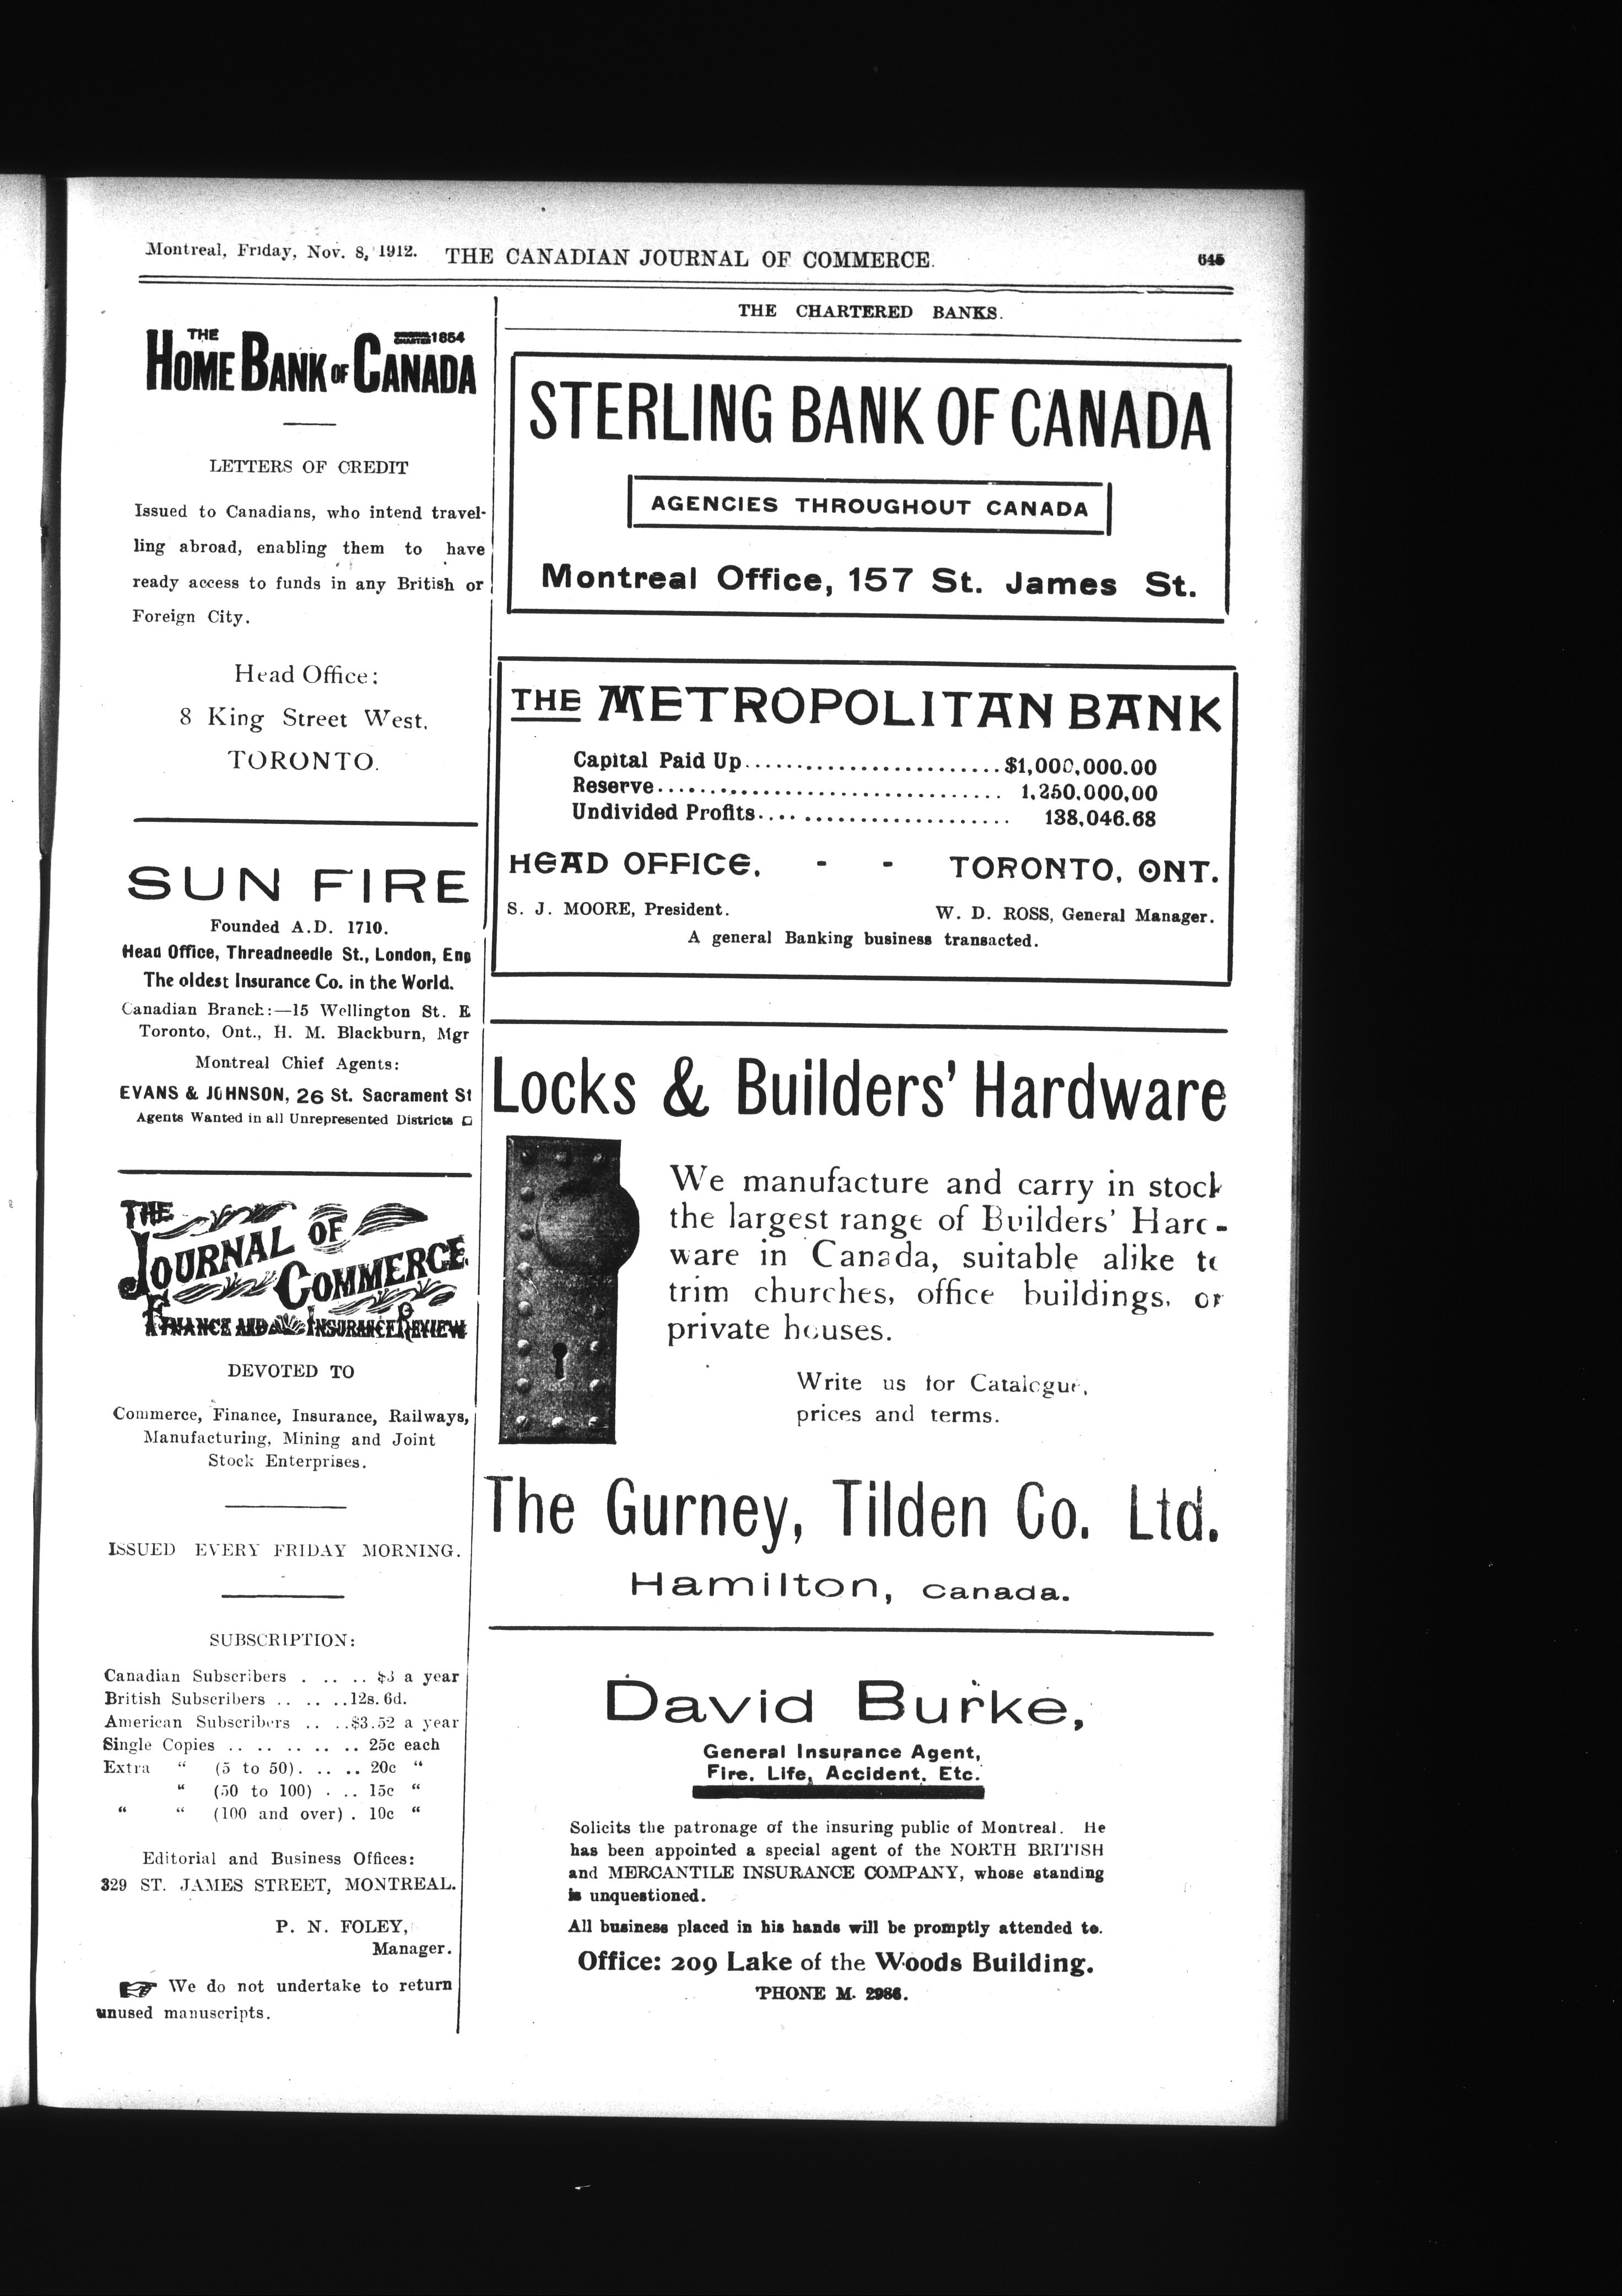 Montreal, Friday, Nov. 8, 1912. THE CANADIAN JOURNAL OF COMMERCE. 645
THE 1854
HOME BANK OF CANADA
LETTERS OF CREDIT
Issued to Canadians, who intend travel-
ling abroad, enabling them to have
ready access to funds in any British or
Foreign City.
Head Office:
8 King Street West,
TORONTO.
SUN FIRE
Founded A.D. 1710.
Head Office, Threadneedle St., London, Eng
The oldest Insurance Co. in the World.
Canadian Branch:—15 Wellington St. E
Toronto, Ont., H. M. Blackburn, Mgr
Montreal Chief Agents:
EVANS & JOHNSON, 26 St. Sacrament St
Agents Wanted in all Unrepresented Districts
THE
JOURNAL OF
COMMERCE
FINANCE AND INSURANCE REVIEW
DEVOTED TO
Commerce, Finance, Insurance, Railways,
Manufacturing, Mining and Joint
Stock Enterprises.
ISSUED EVERY FRIDAY MORNING.
SUBSCRIPTION:
Canadian Subscribers . .. .. $3 a year
British Subscribers .. .. ..12s. 6d.
American Subscribers .. ..$3.52 a year
Single Copies .. .. .. .. .. 25c each
Extra “ (5 to 50). .. .. 20c “
“ (50 to 100) . .. 15c “
“ “ (100 and over) . 10c “
Editorial and Business Offices:
329 ST. JAMES STREET, MONTREAL.
P. N. FOLEY,
Manager.
☞ We do not undertake to return
unused manuscripts.
THE CHARTERED BANKS.
STERLING BANK OF CANADA
AGENCIES THROUGHOUT CANADA
Montreal Office, 157 St. James St.
THE METROPOLITAN BANK
Capital Paid Up..........................$1,000,000.00
Reserve................................... 1,250,000,00
Undivided Profits......................... 138,046.68
HEAD OFFICE, - - TORONTO, ONT.
S. J. MOORE, President. W. D. ROSS, General Manager.
A general Banking business transacted.
Locks & Builders’ Hardware
We manufacture and carry in stock
the largest range of Builders’ Hard-
ware in Canada, suitable alike to
trim churches, office buildings, or
private houses.
Write us for Catalogue,
prices and terms.
The Gurney, Tilden Co. Ltd.
Hamilton, Canada.
David Burke,
General Insurance Agent,
Fire, Life, Accident, Etc.
Solicits the patronage of the insuring public of Montreal. He
has been appointed a special agent of the NORTH BRITISH
and MERCANTILE INSURANCE COMPANY, whose standing
is unquestioned.
All business placed in his hands will be promptly attended to.
Office: 209 Lake of the Woods Building.
'PHONE M. 2986.